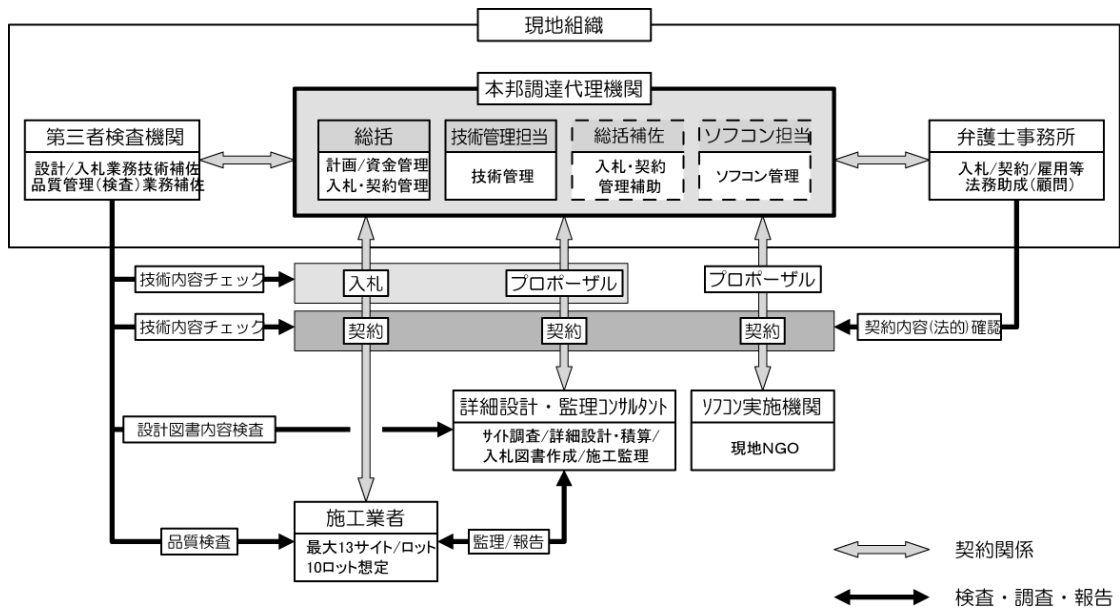 現地組織
本邦調達代理機関
第三者検査機関
設計/入札業務技術補佐
品質管理(検査)業務補佐
総括
計画/資金管理
入札・契約管理
技術管理担当
技術管理
総括補佐
入札・契約
管理補助
ソフコン担当
ソフコン管理
弁護士事務所
入札/契約/雇用等
法務助成(顧問)
技術内容チェック
入札
プロポーザル
プロポーザル
技術内容チェック
契約
契約
契約
契約内容(法的)確認
設計図書内容検査
詳細設計・監理コンサルタント
サイト調査/詳細設計・積算/
入札図書作成/施工監理
ソフコン実施機関
現地NGO
品質検査
施工業者
最大13サイト/ロット
10ロット想定
監理/報告
契約関係
検査・調査・報告